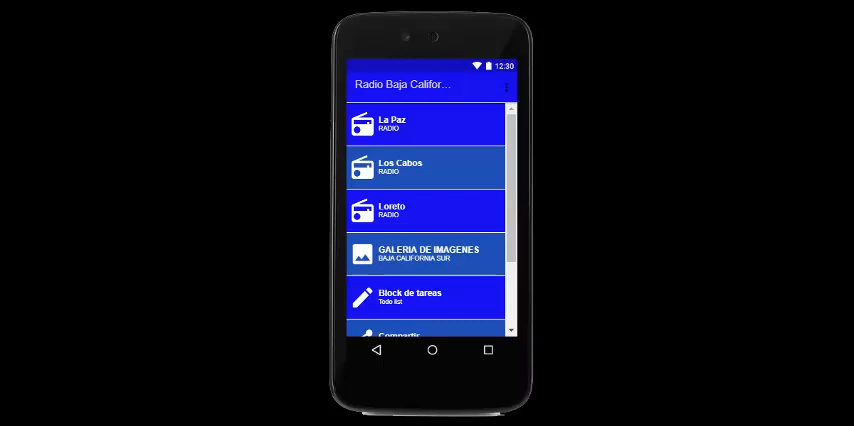 12:30
Radio Baja Califor...
La Paz
RADIO
Los Cabos
RADIO
Loreto
RADIO
GALERIA DE IMAGENES
BAJA CALIFORNIA SUR
Block de tareas
Todo list
Compartir